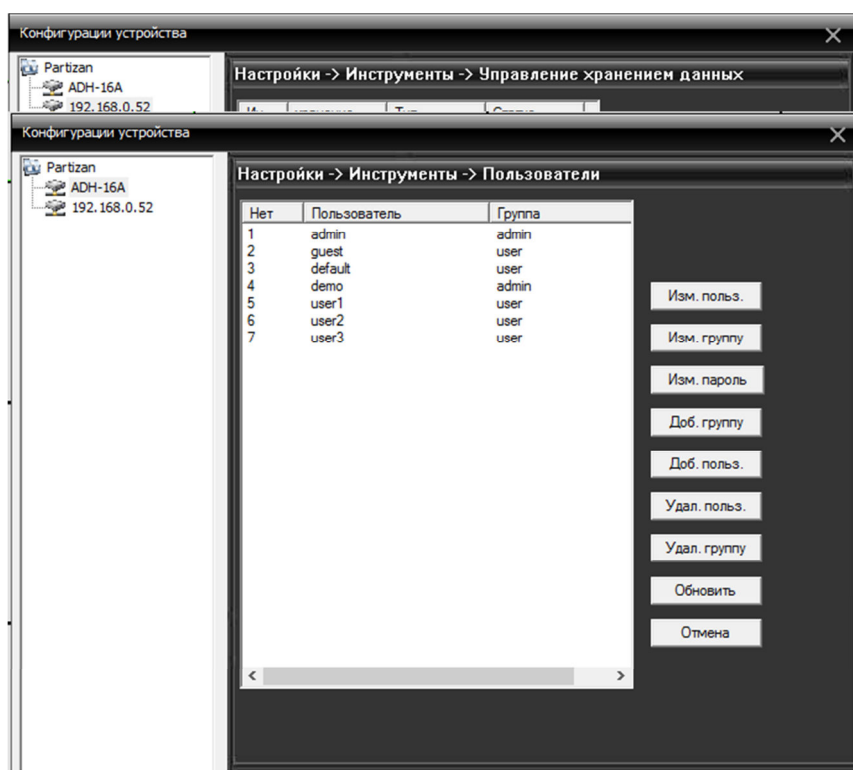 Конфигурации устройства
Partizan
ADH-16A
192.168.0.52
Настройки -> Инструменты -> Управление хранением данных
Конфигурации устройства
Partizan
ADH-16A
192.168.0.52
Настройки -> Инструменты -> Пользователи
Нет Пользователь Группа
1 admin admin
2 guest user
3 default user
4 demo admin
5 user1 user
6 user2 user
7 user3 user
Изм. польз.
Изм. группу
Изм. пароль
Доб. группу
Доб. польз.
Удал. польз.
Удал. группу
Обновить
Отмена